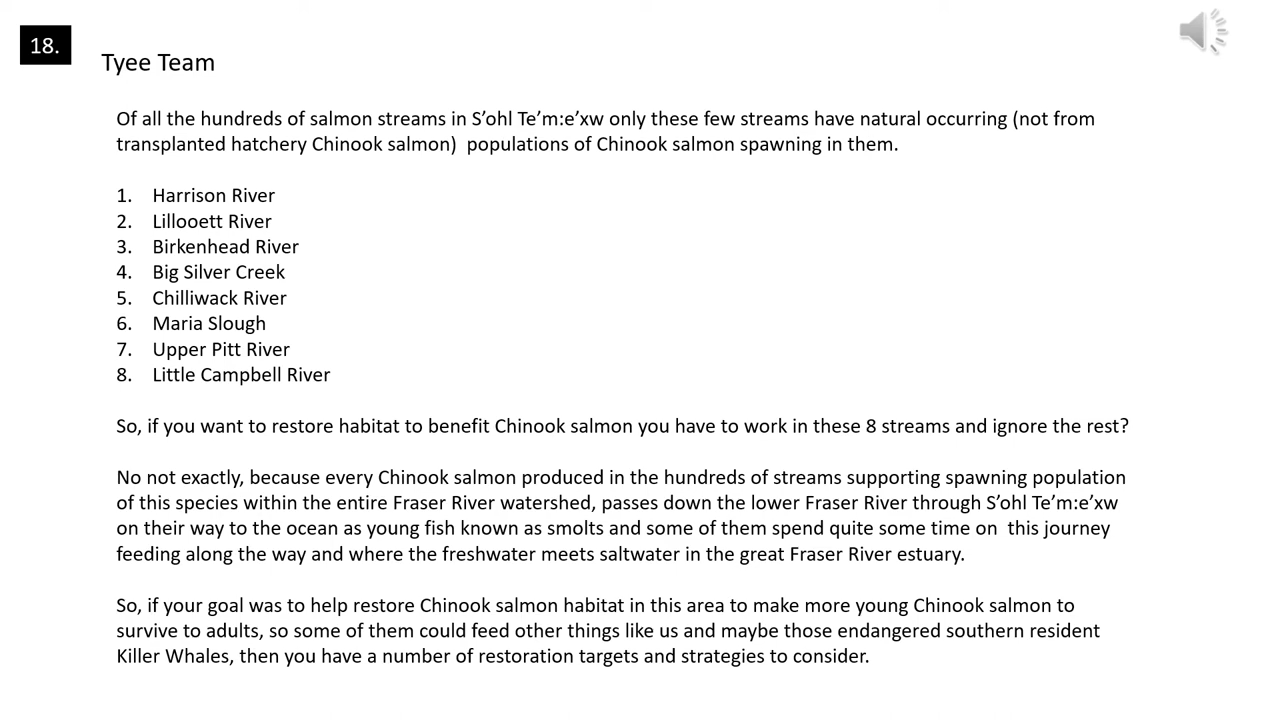 18.
Tyee Team
Of all the hundreds of salmon streams in S’ohl Te’m:e’xw only these few streams have natural occurring (not from
transplanted hatchery Chinook salmon)  populations of Chinook salmon spawning in them.
1. Harrison River
2. Lillooett River
3. Birkenhead River
4. Big Silver Creek
5. Chilliwack River
6. Maria Slough
7. Upper Pitt River
8. Little Campbell River
So, if you want to restore habitat to benefit Chinook salmon you have to work in these 8 streams and ignore the rest?
No not exactly, because every Chinook salmon produced in the hundreds of streams supporting spawning population
of this species within the entire Fraser River watershed, passes down the lower Fraser River through S’ohl Te’m:e’xw
on their way to the ocean as young fish known as smolts and some of them spend quite some time on  this journey
feeding along the way and where the freshwater meets saltwater in the great Fraser River estuary.
So, if your goal was to help restore Chinook salmon habitat in this area to make more young Chinook salmon to
survive to adults, so some of them could feed other things like us and maybe those endangered southern resident
Killer Whales, then you have a number of restoration targets and strategies to consider.